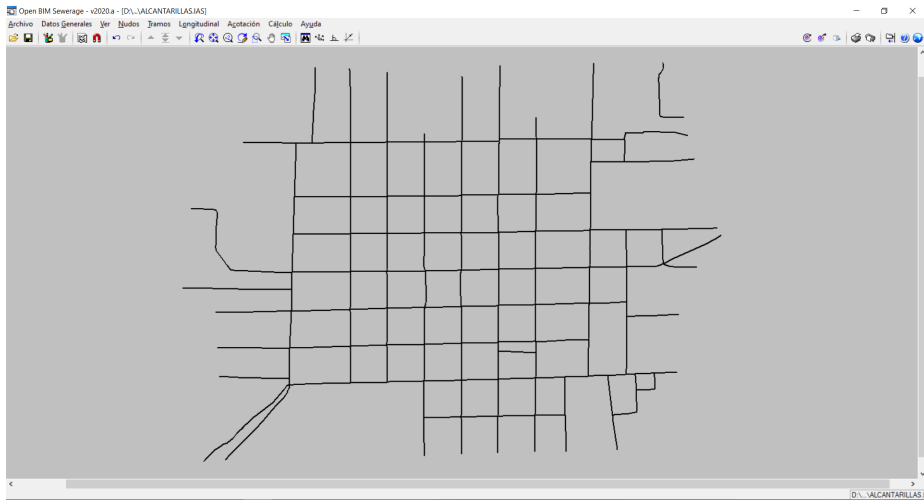 Open BIM Sewerage - v2020.a - [D:\...\ALCANTARILLAS.IAS]
Archivo Datos Generales Ver Nudos Tramos Longitudinal Acotación Cálculo Ayuda
D:\...\ALCANTARILLAS.